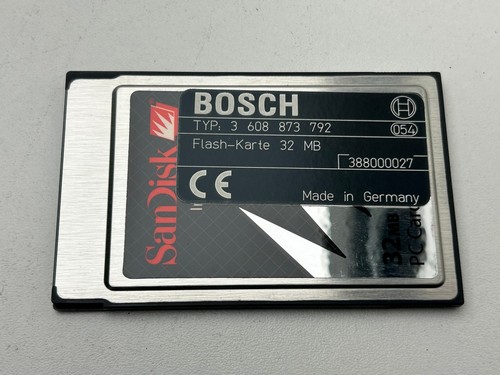 BOSCH
TYP: 3 608 873 792
054
Flash-Karte 32 MB
388000027
CE
Made in Germany
SanDisk
32MB
PC Card